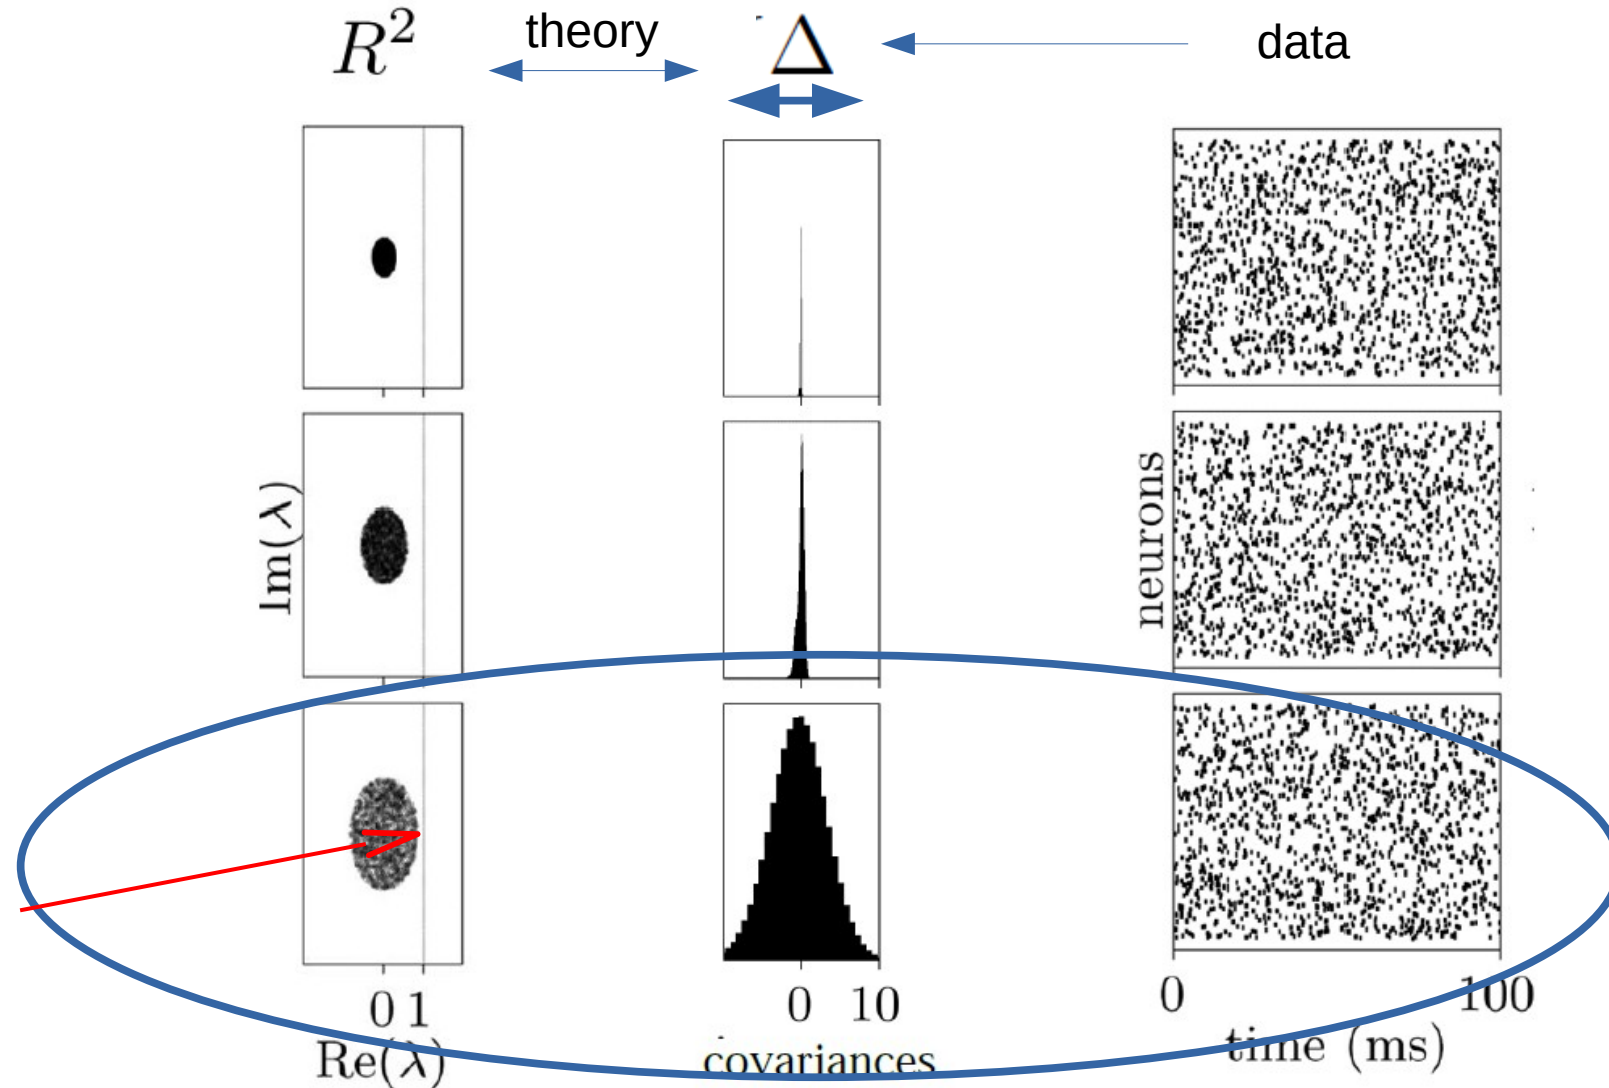 R² theory Δ data
Im(λ)
neurons
0 1
0 10
0 100
Re(λ)
covariances
time (ms)